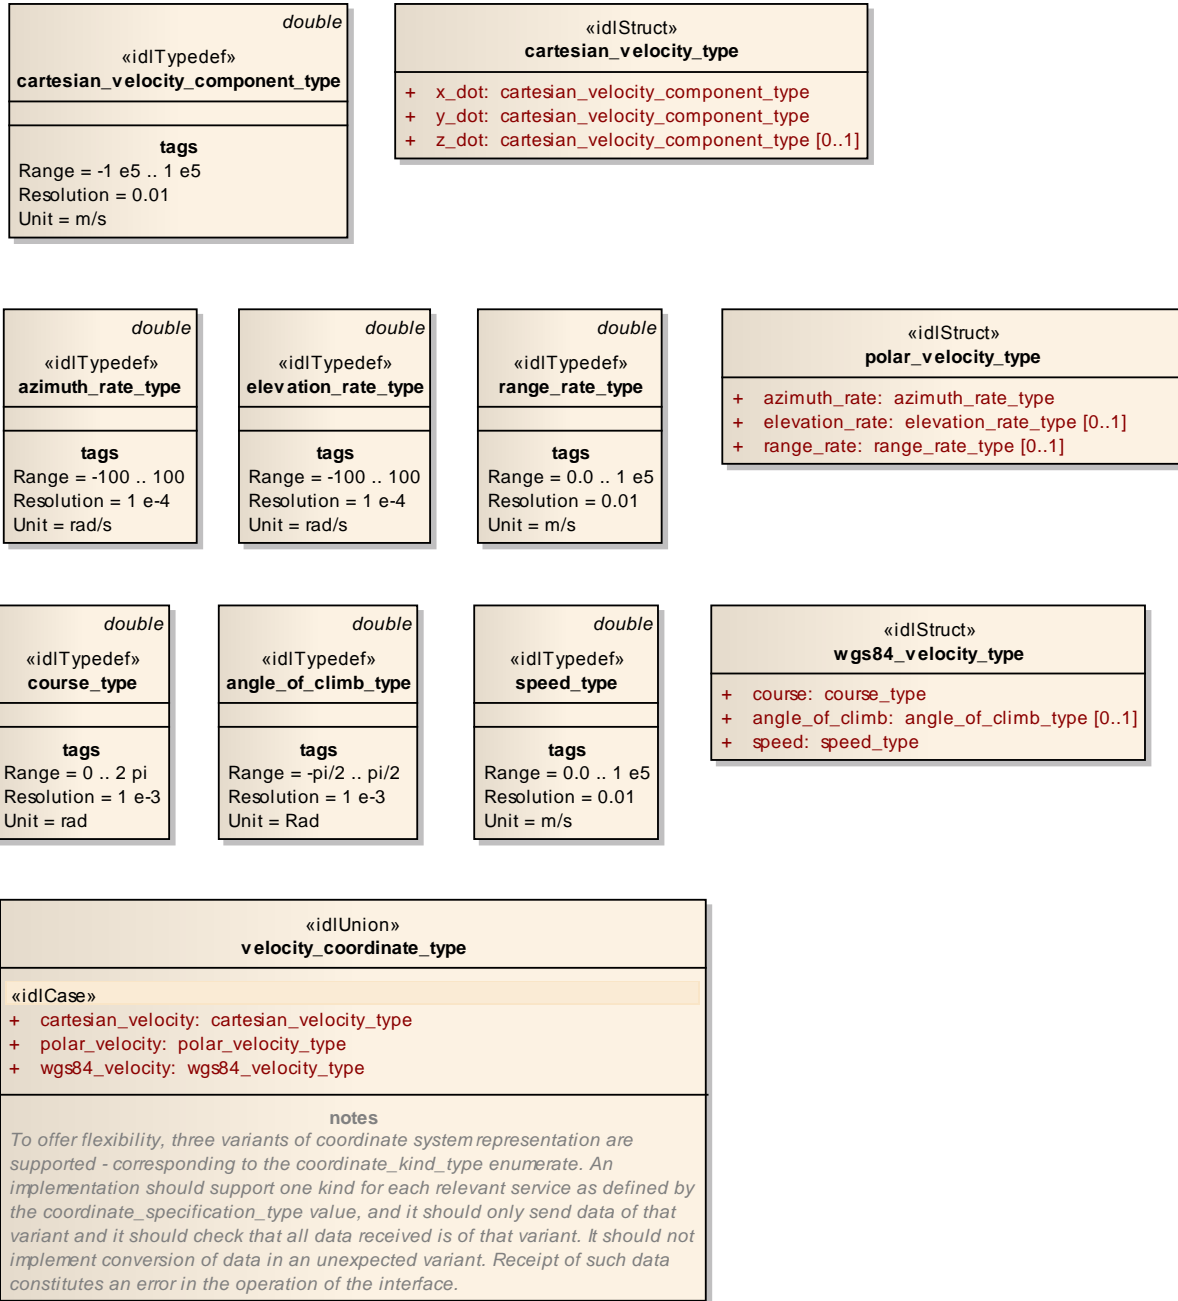 double
«idlTypedef»
cartesian_velocity_component_type
tags
Range = -1 e5 .. 1 e5
Resolution = 0.01
Unit = m/s
«idlStruct»
cartesian_velocity_type
+ x_dot: cartesian_velocity_component_type
+ y_dot: cartesian_velocity_component_type
+ z_dot: cartesian_velocity_component_type [0..1]
double
«idlTypedef»
azimuth_rate_type
tags
Range = -100 .. 100
Resolution = 1 e-4
Unit = rad/s
double
«idlTypedef»
elevation_rate_type
tags
Range = -100 .. 100
Resolution = 1 e-4
Unit = rad/s
double
«idlTypedef»
range_rate_type
tags
Range = 0.0 .. 1 e5
Resolution = 0.01
Unit = m/s
«idlStruct»
polar_velocity_type
+ azimuth_rate: azimuth_rate_type
+ elevation_rate: elevation_rate_type [0..1]
+ range_rate: range_rate_type [0..1]
double
«idlTypedef»
course_type
tags
Range = 0 .. 2 pi
Resolution = 1 e-3
Unit = rad
double
«idlTypedef»
angle_of_climb_type
tags
Range = -pi/2 .. pi/2
Resolution = 1 e-3
Unit = Rad
double
«idlTypedef»
speed_type
tags
Range = 0.0 .. 1 e5
Resolution = 0.01
Unit = m/s
«idlStruct»
wgs84_velocity_type
+ course: course_type
+ angle_of_climb: angle_of_climb_type [0..1]
+ speed: speed_type
«idlUnion»
velocity_coordinate_type
«idlCase»
+ cartesian_velocity: cartesian_velocity_type
+ polar_velocity: polar_velocity_type
+ wgs84_velocity: wgs84_velocity_type
notes
To offer flexibility, three variants of coordinate system representation are
supported - corresponding to the coordinate_kind_type enumerate. An
implementation should support one kind for each relevant service as defined by
the coordinate_specification_type value, and it should only send data of that
variant and it should check that all data received is of that variant. It should not
implement conversion of data in an unexpected variant. Receipt of such data
constitutes an error in the operation of the interface.